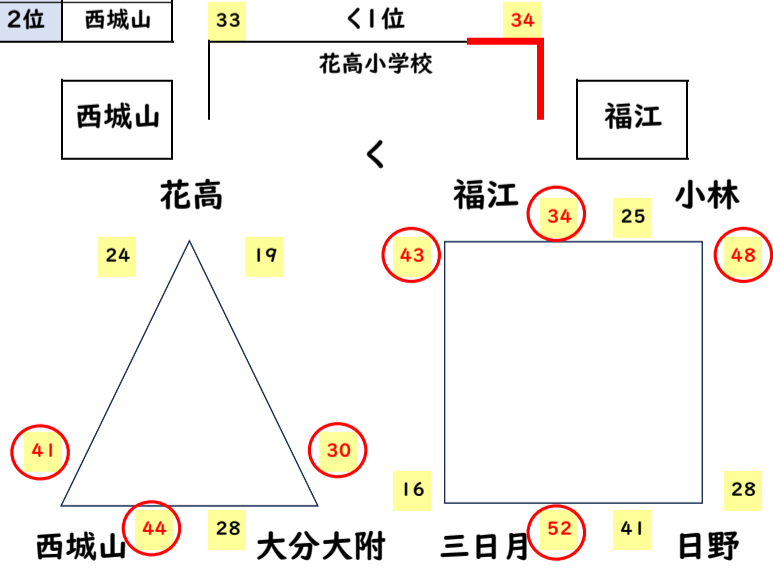 2位 西城山 33 く1位 34
花高小学校
西城山 福江
く
花高 福江 34 25 小林
24 19 43 48
41 30
16 28
西城山 44 28 大分大附 三日月 52 41 日野